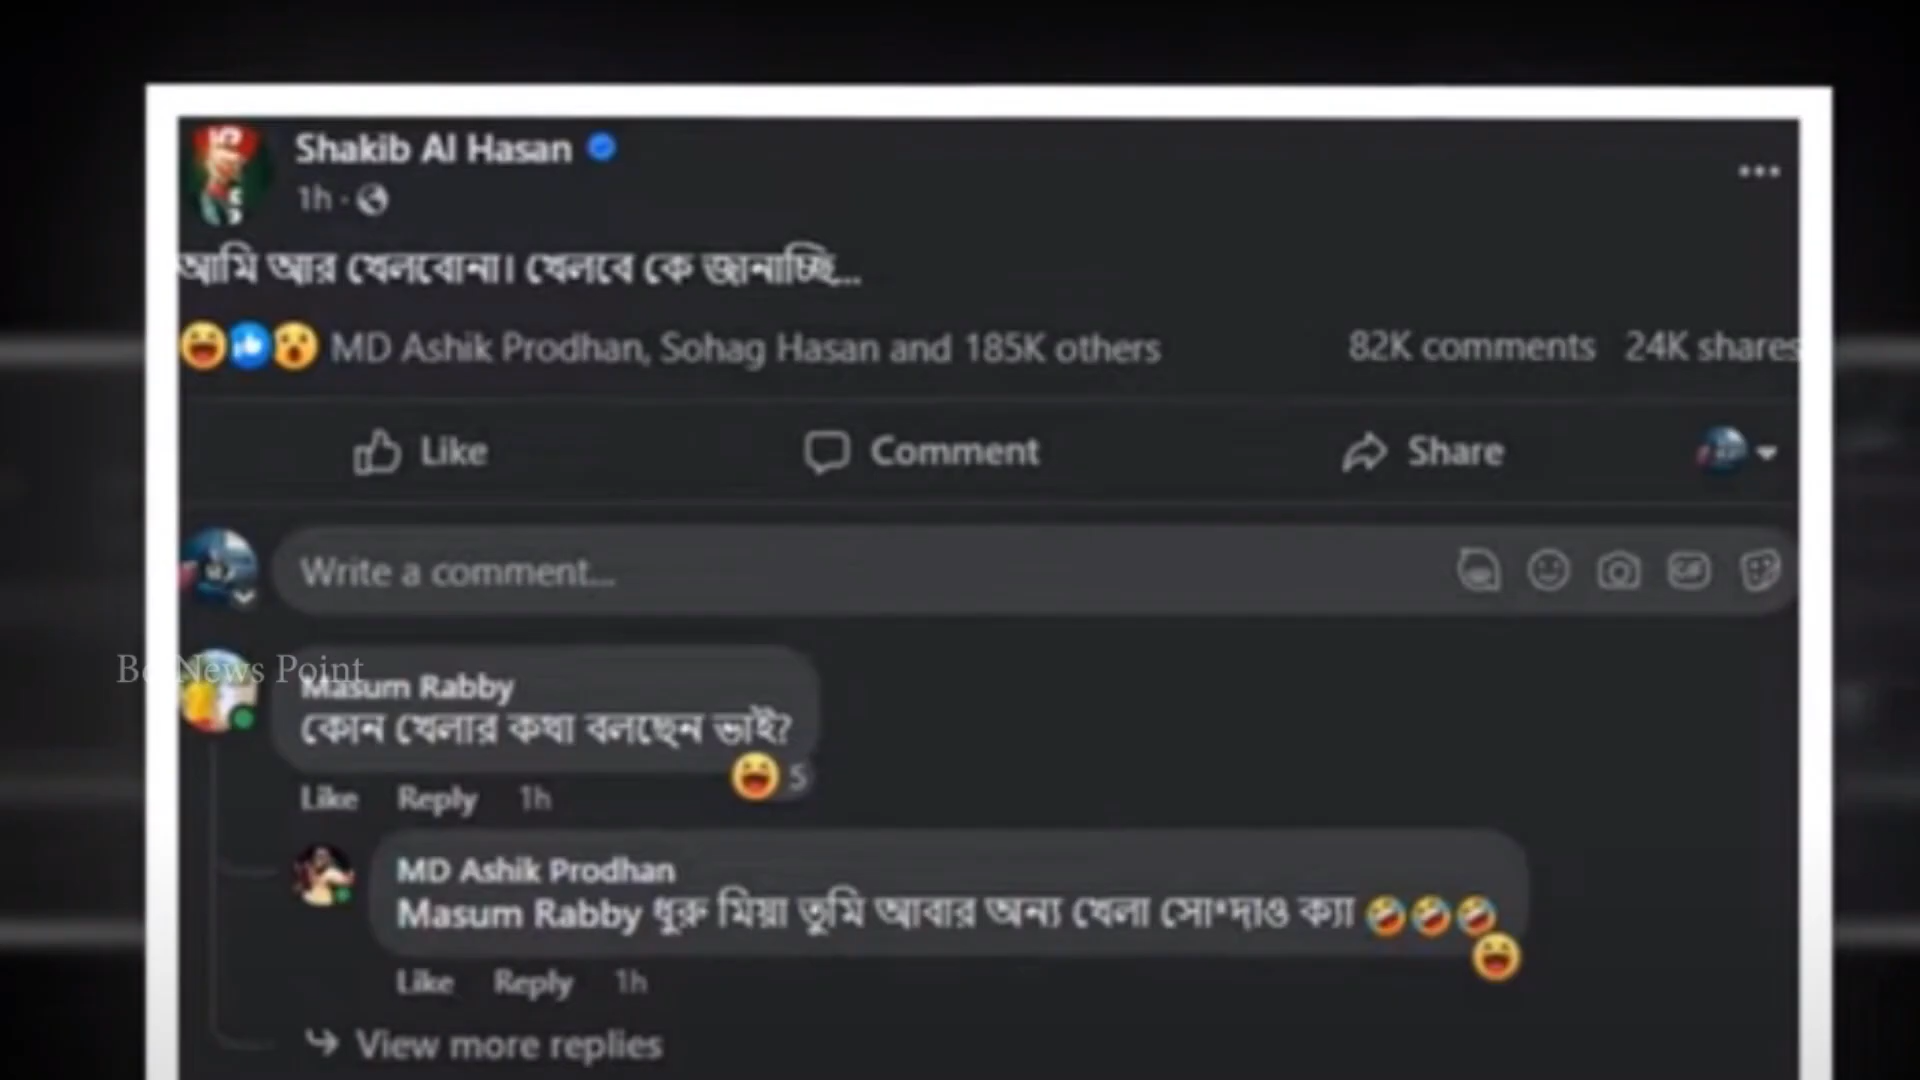 Shakib Al Hasan
1h
আমি আর খেলবোনা। খেলবে কে জানাচ্ছি...
MD Ashik Prodhan, Sohag Hasan and 185K others 82K comments 24K shares
Like Comment Share
Write a comment...
GIF
Bd News Point
Masum Rabby
কোন খেলার কথা বলছেন ভাই?
5
Like Reply 1h
MD Ashik Prodhan
Masum Rabby ধুরু মিয়া তুমি আবার অন্য খেলা সো*দাও ক্যা 🤣🤣🤣
Like Reply 1h
View more replies